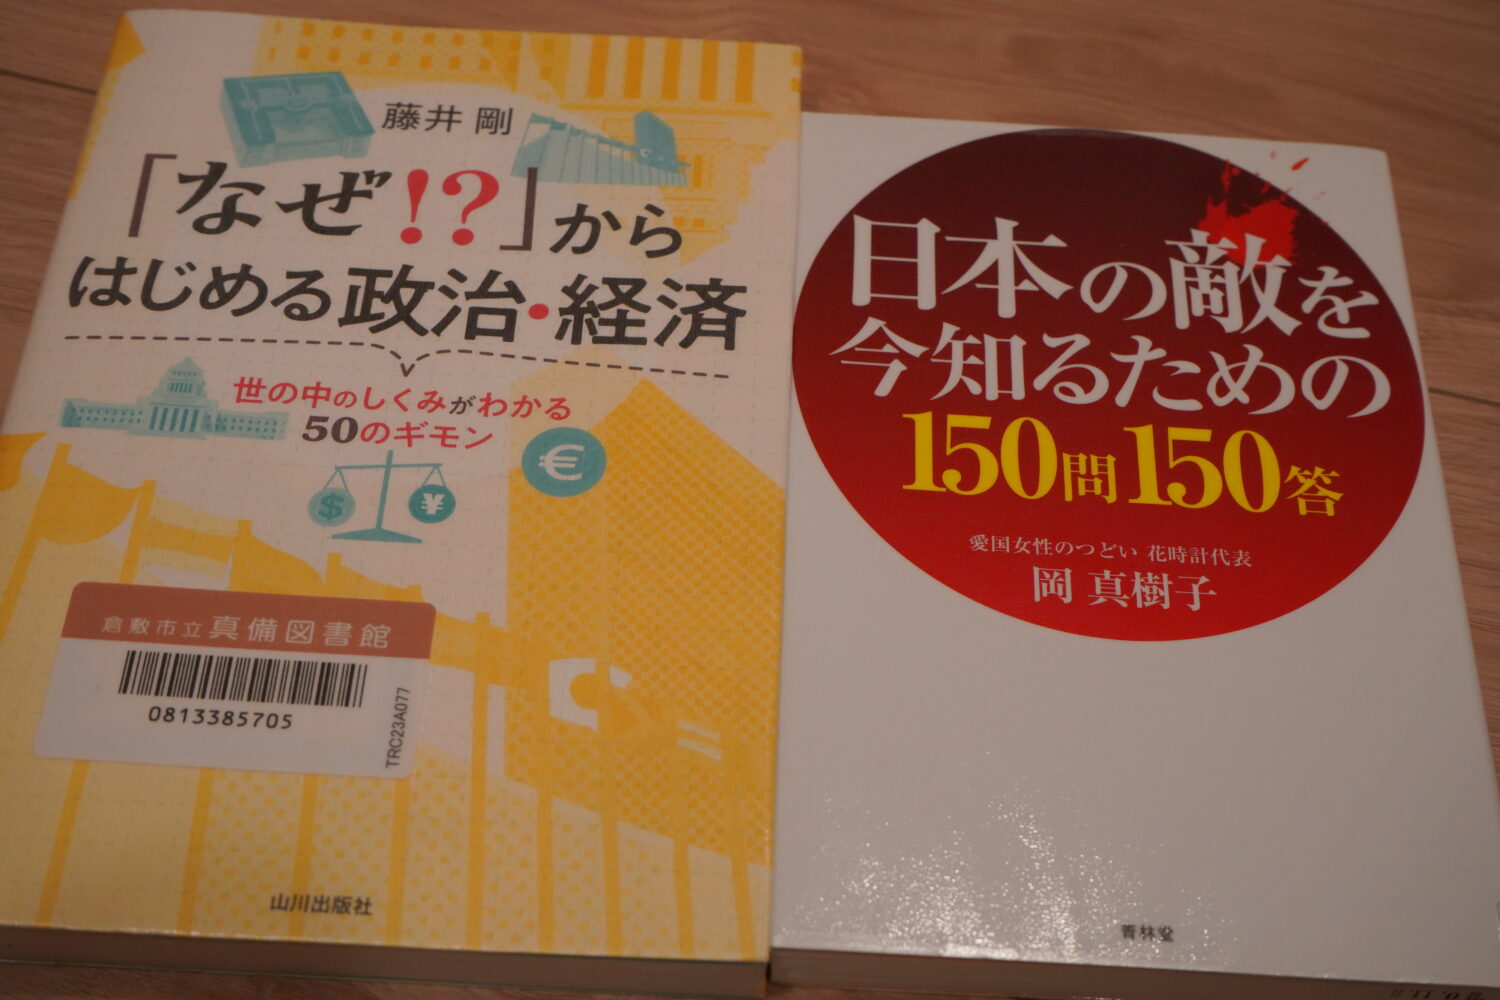 藤井 剛
「なぜ!?」から
はじめる政治・経済
世の中のしくみがわかる
50のギモン
$
¥
€
倉敷市立真備図書館
0813385705
TRC23A077
山川出版社
日本の敵を
今知るための
150問150答
愛国女性のつどい 花時計代表
岡 真樹子
青林堂